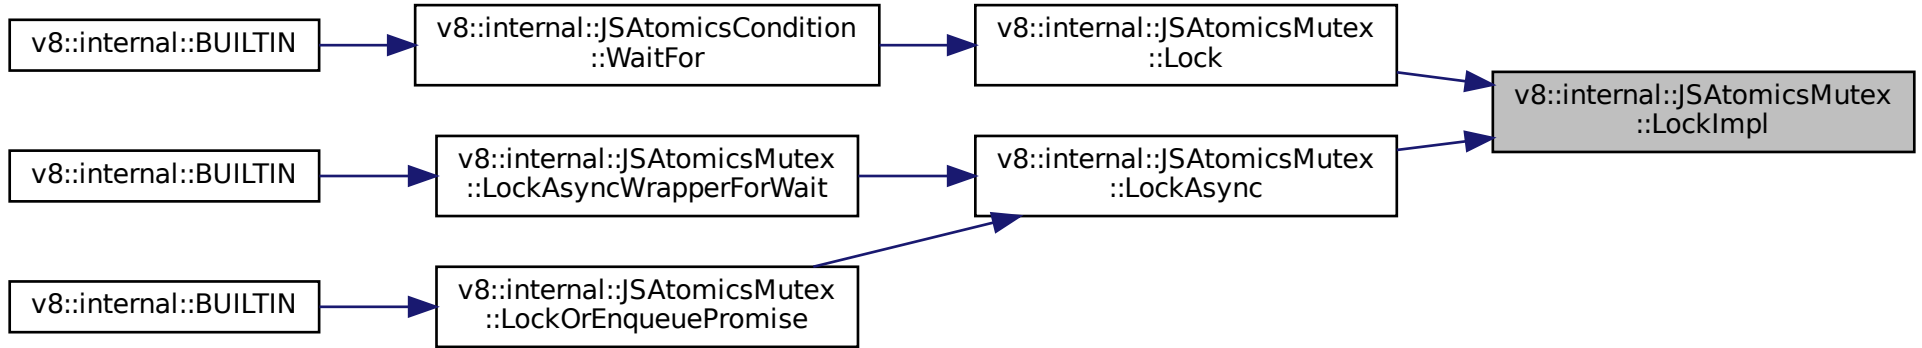 v8::internal::BUILTIN
v8::internal::JSAtomicsCondition
::WaitFor
v8::internal::JSAtomicsMutex
::Lock
v8::internal::JSAtomicsMutex
::LockImpl
v8::internal::BUILTIN
v8::internal::JSAtomicsMutex
::LockAsyncWrapperForWait
v8::internal::JSAtomicsMutex
::LockAsync
v8::internal::BUILTIN
v8::internal::JSAtomicsMutex
::LockOrEnqueuePromise